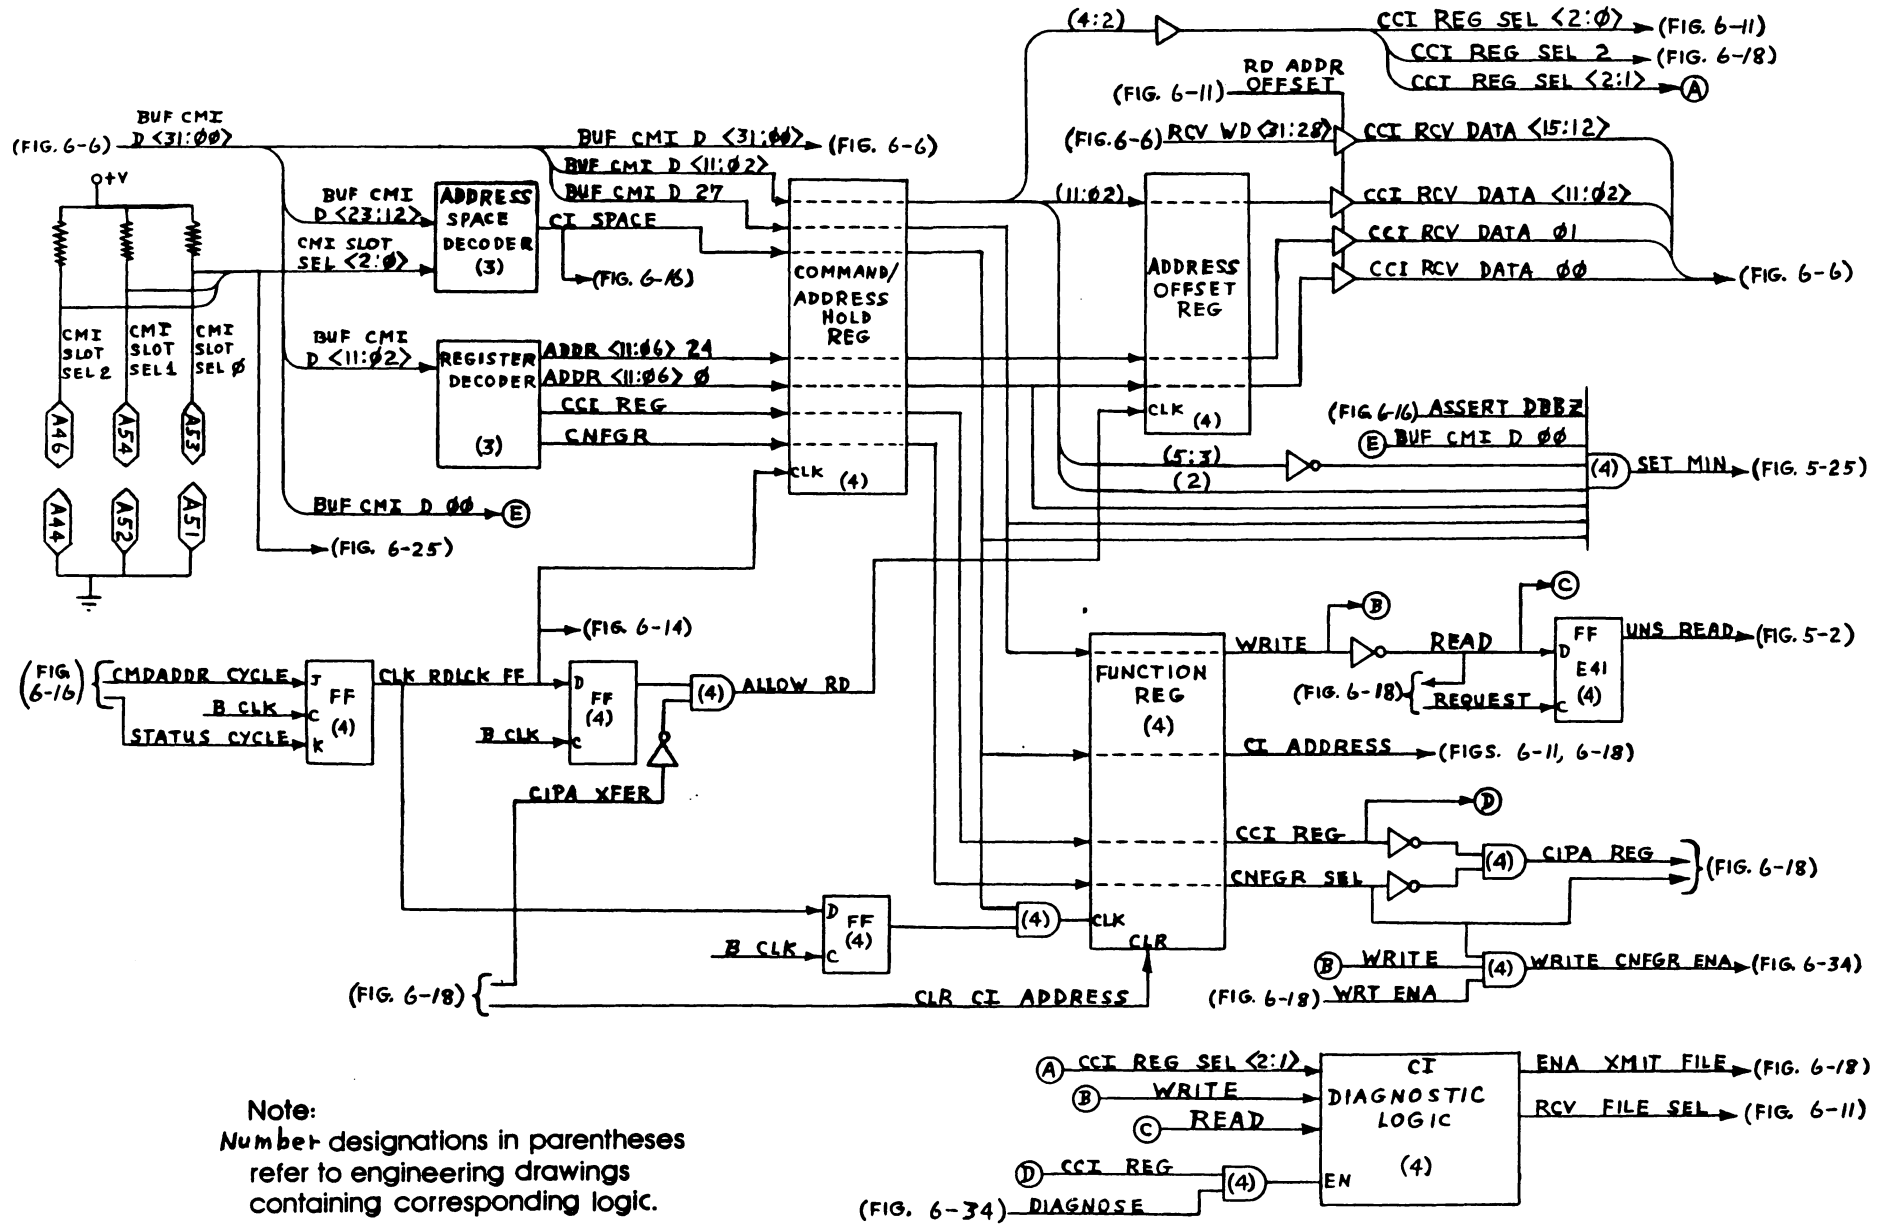 (4:2)
CCI REG SEL <2:0>
(FIG. 6-11)
CCI REG SEL 2
(FIG. 6-18)
CCI REG SEL <2:1>
A
RD ADDR
OFFSET
(FIG. 6-11)
(FIG. 6-6)
RCV WD <31:28>
CCI RCV DATA <15:12>
(11:02)
CCI RCV DATA <11:02>
CCI RCV DATA 01
CCI RCV DATA 00
(FIG. 6-6)
(FIG. 6-6)
BUF CMI
D <31:00>
BUF CMI D <31:00>
(FIG. 6-6)
BUF CMI D <11:02>
BUF CMI D 27
+V
BUF CMI
D <23:12>
CMI SLOT
SEL <2:0>
ADDRESS
SPACE
DECODER
(3)
CI SPACE
(FIG. 6-16)
COMMAND/
ADDRESS
HOLD
REG
CLK
(4)
ADDRESS
OFFSET
REG
CLK
(4)
CMI
SLOT
SEL 2
CMI
SLOT
SEL 1
CMI
SLOT
SEL 0
BUF CMI
D <11:02>
REGISTER
DECODER
(3)
ADDR <11:06> 24
ADDR <11:06> 0
CCI REG
CNFGR
A46
A54
A53
A44
A52
A51
BUF CMI D 00
E
(FIG. 6-25)
(FIG. 6-16) ASSERT DBBZ
E BUF CMI D 00
(5:3)
(2)
(4)
SET MIN
(FIG. 5-25)
(FIG. 6-14)
(FIG 6-16)
CMDADDR CYCLE
B CLK
STATUS CYCLE
J
C
K
FF
(4)
CLK RDLCK FF
D
FF
(4)
C
B CLK
(4)
ALLOW RD
CIPA XFER
D
FF
(4)
C
B CLK
(4)
(FIG. 6-18)
CLR CI ADDRESS
FUNCTION
REG
(4)
CLK
CLR
WRITE
B
READ
C
(FIG. 6-18)
REQUEST
D
FF
E41
(4)
C
UNS READ
(FIG. 5-2)
CI ADDRESS
(FIGS. 6-11, 6-18)
D
CCI REG
CNFGR SEL
(4)
CIPA REG
(FIG. 6-18)
B WRITE
(FIG. 6-18) WRT ENA
(4)
WRITE CNFGR ENA
(FIG. 6-34)
A CCI REG SEL <2:1>
B WRITE
C READ
D CCI REG
(FIG. 6-34) DIAGNOSE
(4)
EN
CI
DIAGNOSTIC
LOGIC
(4)
ENA XMIT FILE
(FIG. 6-18)
RCV FILE SEL
(FIG. 6-11)
Note:
Number designations in parentheses
refer to engineering drawings
containing corresponding logic.